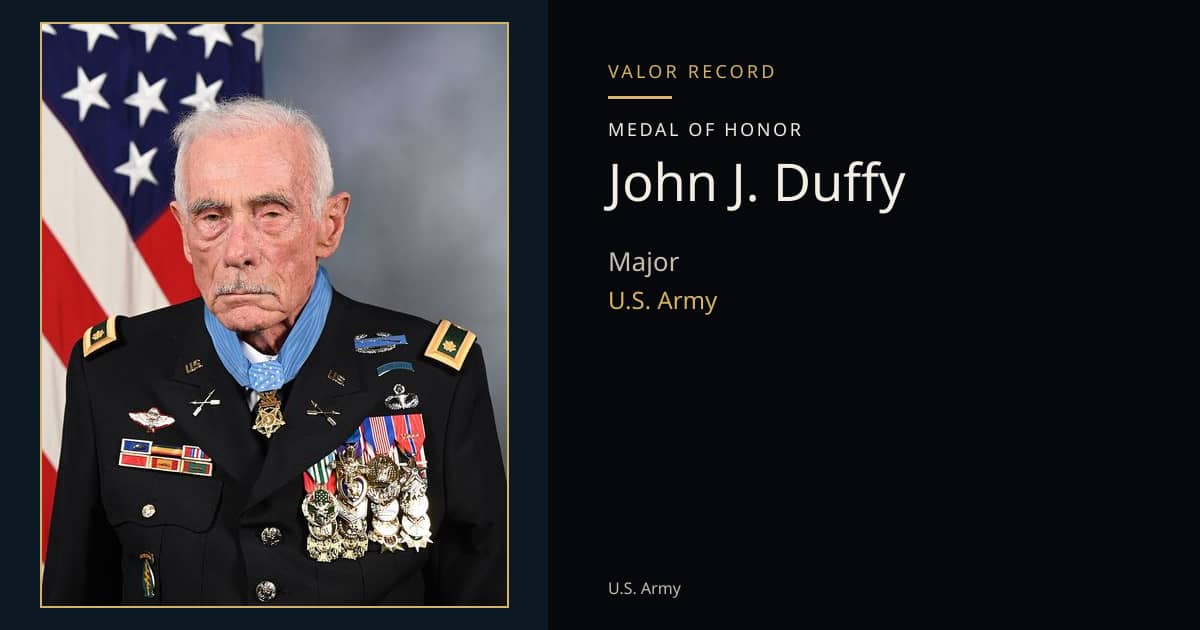 VALOR RECORD
MEDAL OF HONOR
John J. Duffy
Major
U.S. Army
U.S. Army